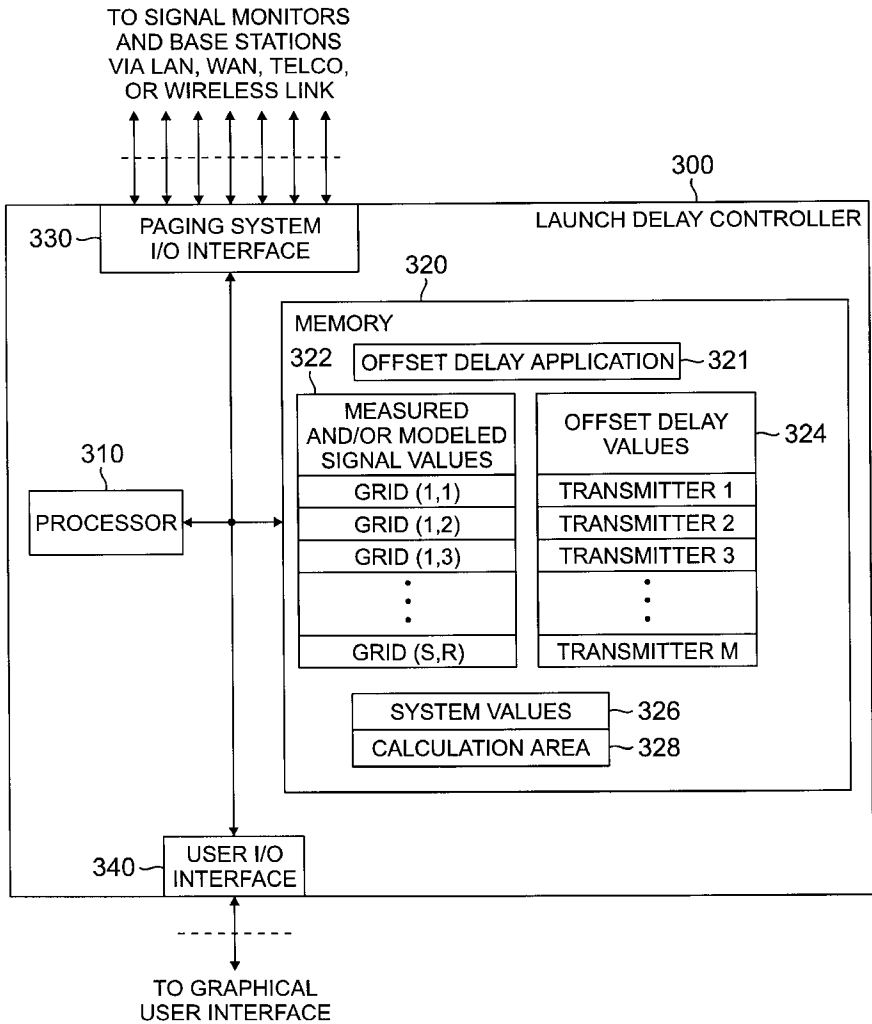 TO SIGNAL MONITORS
AND BASE STATIONS
VIA LAN, WAN, TELCO,
OR WIRELESS LINK
300
LAUNCH DELAY CONTROLLER
330
PAGING SYSTEM
I/O INTERFACE
320
MEMORY
322
OFFSET DELAY APPLICATION
321
MEASURED
AND/OR MODELED
SIGNAL VALUES
OFFSET DELAY
VALUES
324
310
PROCESSOR
GRID (1,1)
TRANSMITTER 1
GRID (1,2)
TRANSMITTER 2
GRID (1,3)
TRANSMITTER 3
GRID (S,R)
TRANSMITTER M
SYSTEM VALUES
326
CALCULATION AREA
328
340
USER I/O
INTERFACE
TO GRAPHICAL
USER INTERFACE